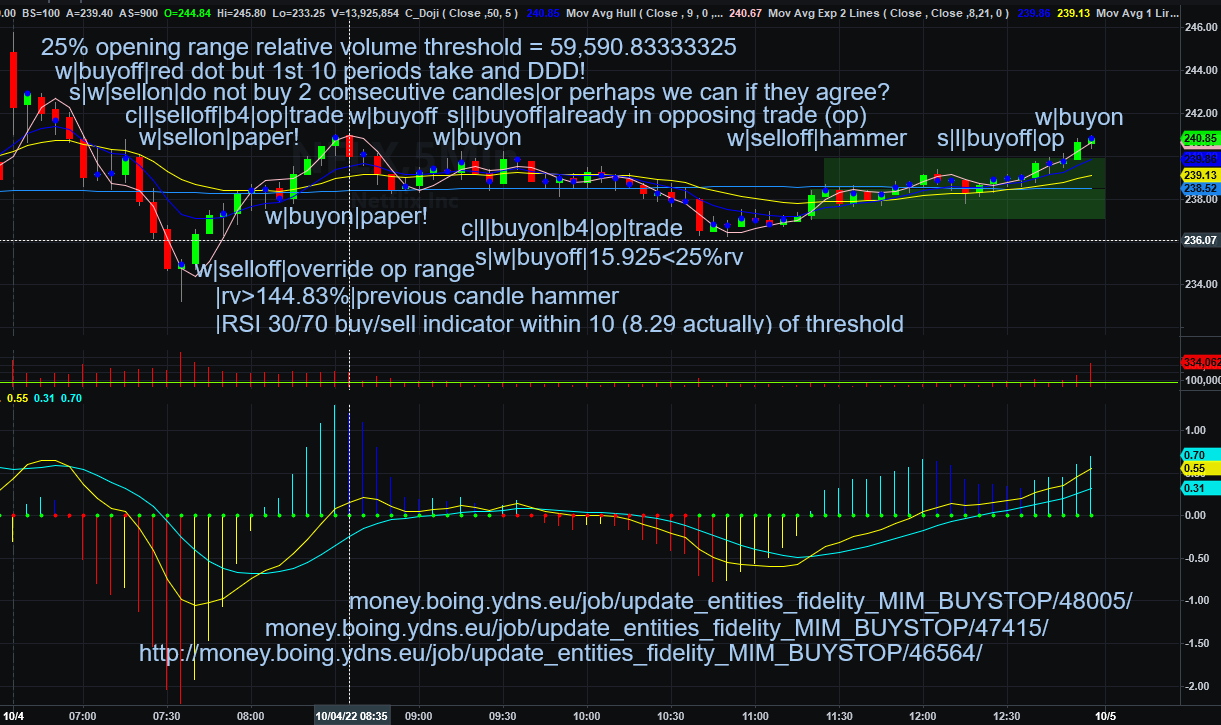 .00 BS=100 A=239.40 AS=900 O=244.84 Hi=245.80 Lo=233.25 V=13,925,854 C_Doji ( Close ,50, 5 ) 240.85 Mov Avg Hull ( Close , 9 , 0 ,... 240.67 Mov Avg Exp 2 Lines ( Close , Close ,8,21, 0 ) 239.88 239.13 Mov Avg 1 Lir...
246.00
25% opening range relative volume threshold = 59,590.83333325
w|buyoff|red dot but 1st 10 periods take and DDD!
244.00
s|w|sellon|do not buy 2 consecutive candles|or perhaps we can if they agree?
c|l|selloff|b4|op|trade w|buyoff s|l|buyoff|already in opposing trade (op)
w|buyon
242.00
w|sellon|paper! w|buyon w|selloff|hammer s|l|buyoff|op
240.85
239.88
239.13
238.52
238.00
Netflix Inc
w|buyon|paper!
c|l|buyon|b4|op|trade
236.07
s|w|buyoff|15.925<25%rv
w|selloff|override op range
234.00
|rv>144.83%|previous candle hammer
|RSI 30/70 buy/sell indicator within 10 (8.29 actually) of threshold
334,062
100,000
0.55 0.31 0.70
1.00
0.70
0.55
0.31
0.00
-0.50
-1.00
money.boing.ydns.eu/job/update_entities_fidelity_MIM_BUYSTOP/48005/
money.boing.ydns.eu/job/update_entities_fidelity_MIM_BUYSTOP/47415/
-1.50
http://money.boing.ydns.eu/job/update_entities_fidelity_MIM_BUYSTOP/46564/
-2.00
10/4 07:00 07:30 08:00 10/04/22 08:35 09:00 09:30 10:00 10:30 11:00 11:30 12:00 12:30 10/5